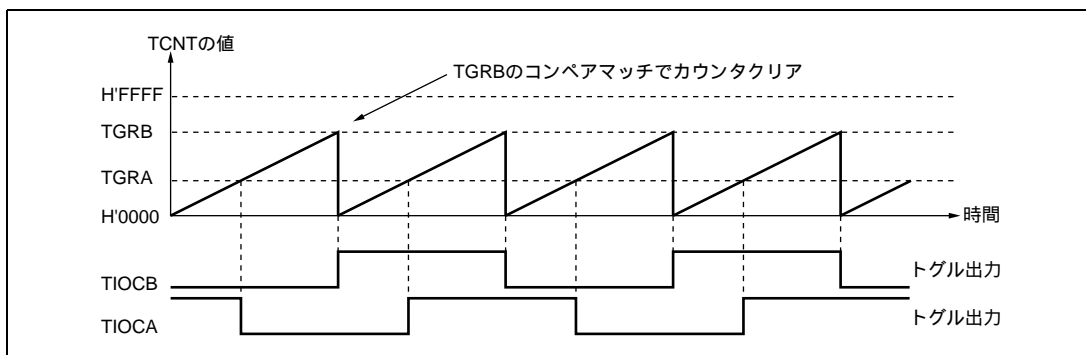 TCNTの値
TGRBのコンペアマッチでカウンタクリア
H'FFFF
TGRB
TGRA
H'0000
時間
TIOCB
トグル出力
TIOCA
トグル出力